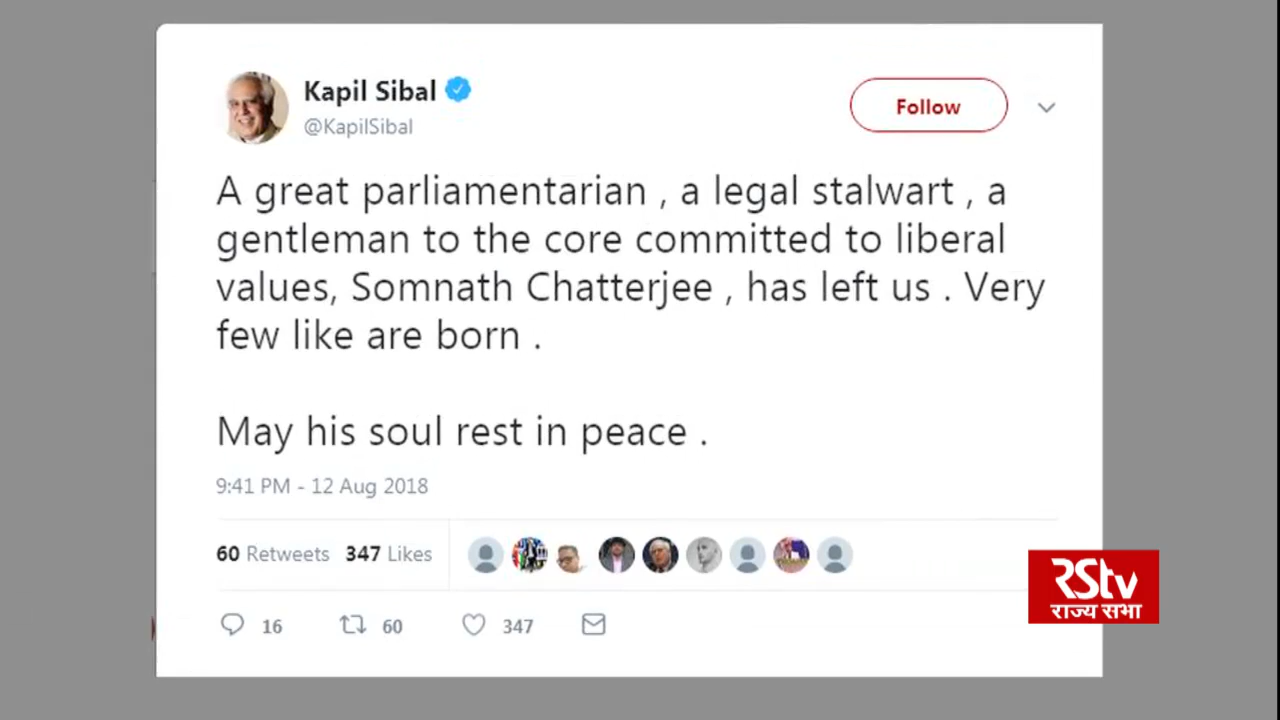 Kapil Sibal
@KapilSibal
Follow
A great parliamentarian , a legal stalwart , a
gentleman to the core committed to liberal
values, Somnath Chatterjee , has left us . Very
few like are born .
May his soul rest in peace .
9:41 PM - 12 Aug 2018
60 Retweets 347 Likes
16 60 347
RStv
राज्य सभा